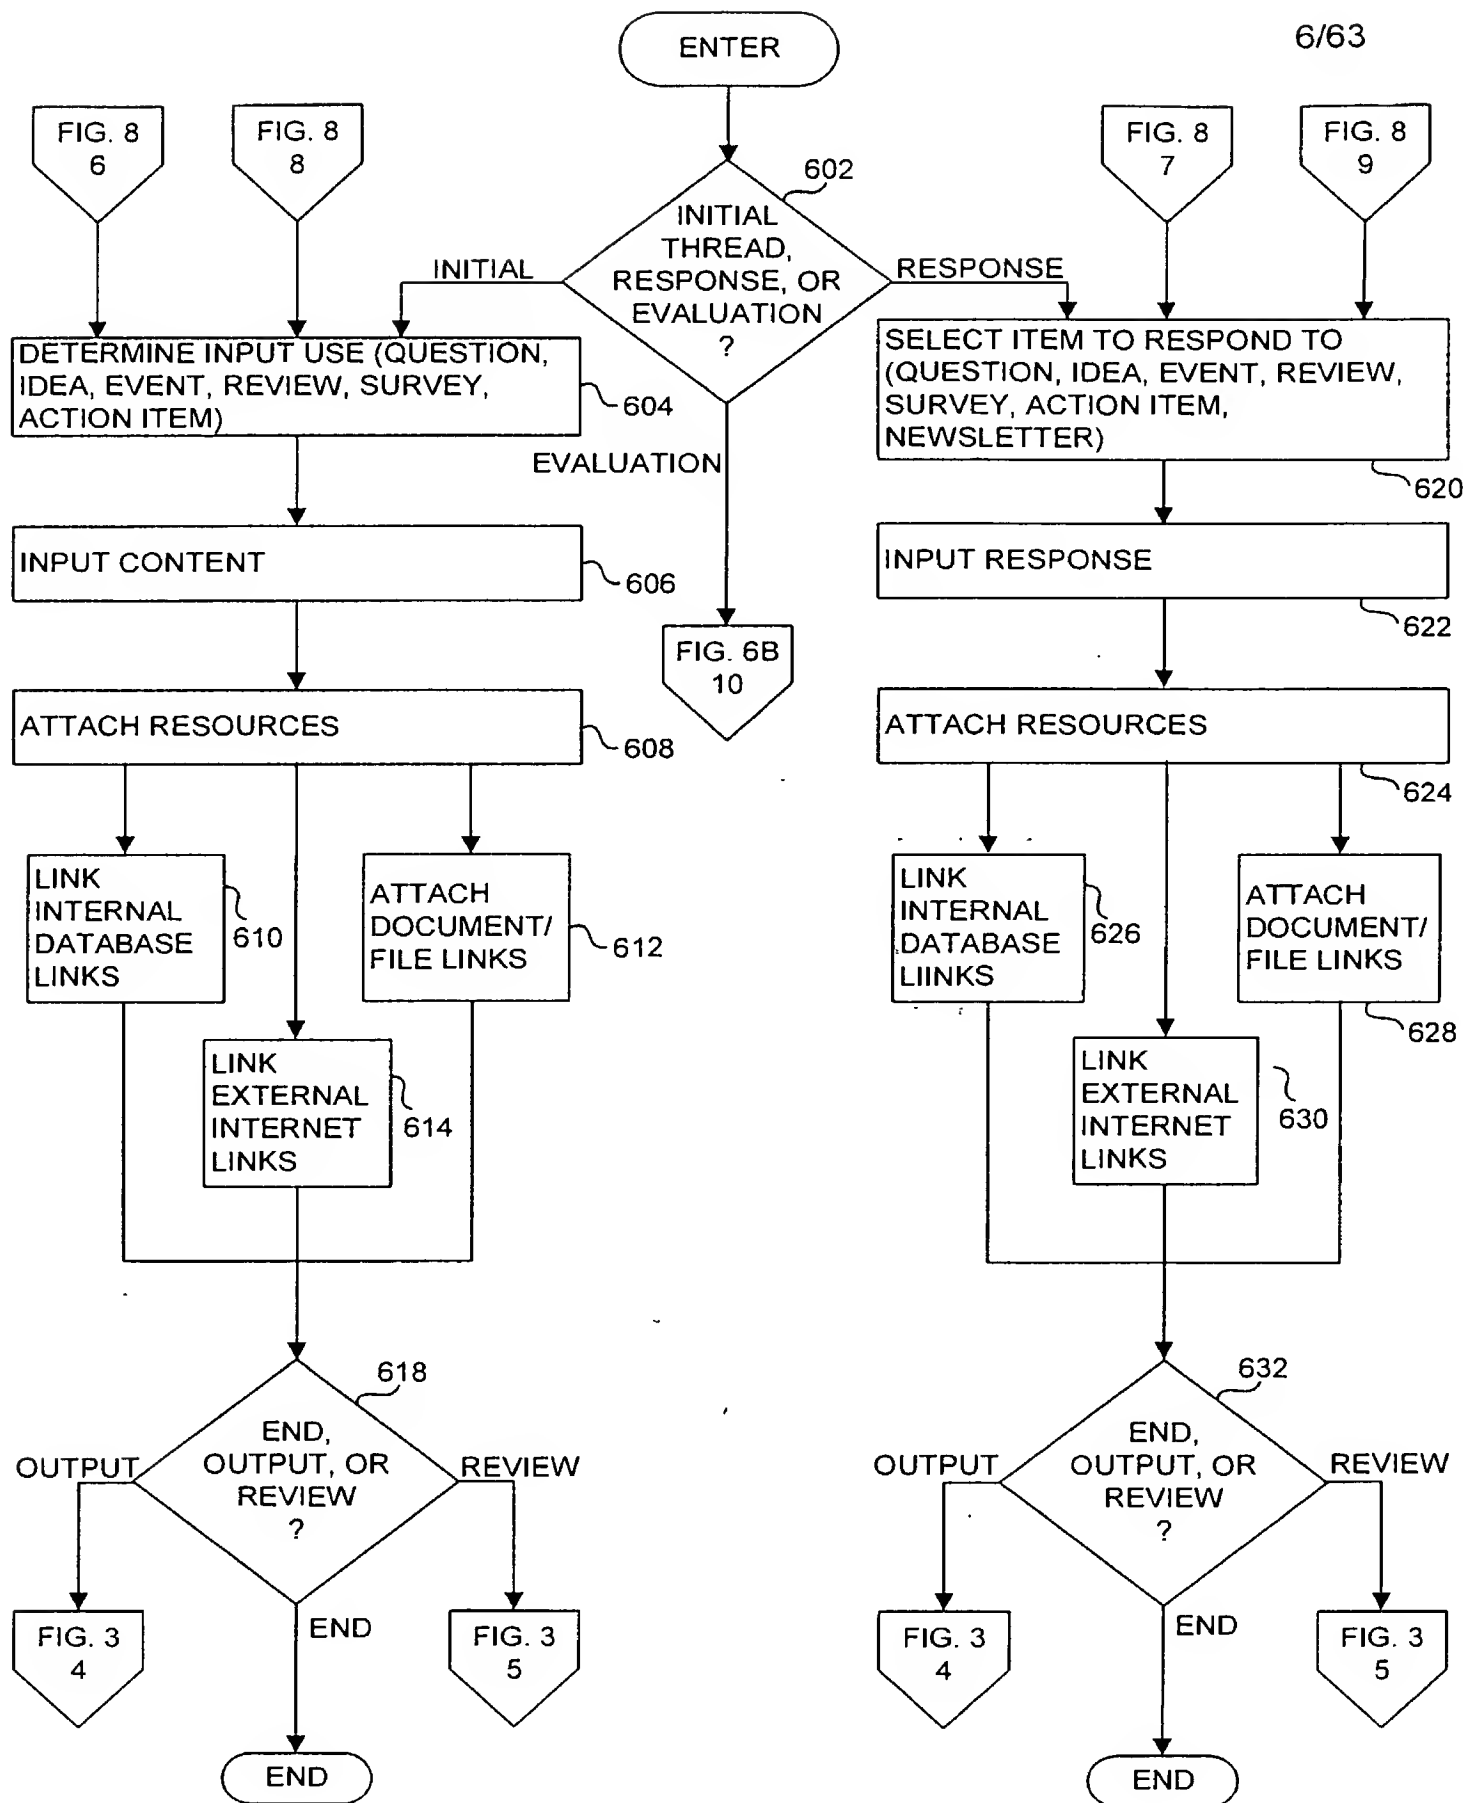 6/63
ENTER
FIG. 8
6
FIG. 8
8
FIG. 8
7
FIG. 8
9
602
INITIAL
THREAD,
RESPONSE, OR
EVALUATION
?
INITIAL
RESPONSE
EVALUATION
DETERMINE INPUT USE (QUESTION,
IDEA, EVENT, REVIEW, SURVEY,
ACTION ITEM)
604
SELECT ITEM TO RESPOND TO
(QUESTION, IDEA, EVENT, REVIEW,
SURVEY, ACTION ITEM,
NEWSLETTER)
620
INPUT CONTENT
606
INPUT RESPONSE
622
FIG. 6B
10
ATTACH RESOURCES
608
ATTACH RESOURCES
624
LINK
INTERNAL
DATABASE
LINKS
610
ATTACH
DOCUMENT/
FILE LINKS
612
LINK
INTERNAL
DATABASE
LIINKS
626
ATTACH
DOCUMENT/
FILE LINKS
628
LINK
EXTERNAL
INTERNET
LINKS
614
LINK
EXTERNAL
INTERNET
LINKS
630
618
END,
OUTPUT, OR
REVIEW
?
OUTPUT
REVIEW
END
632
END,
OUTPUT, OR
REVIEW
?
OUTPUT
REVIEW
END
FIG. 3
4
FIG. 3
5
FIG. 3
4
FIG. 3
5
END
END